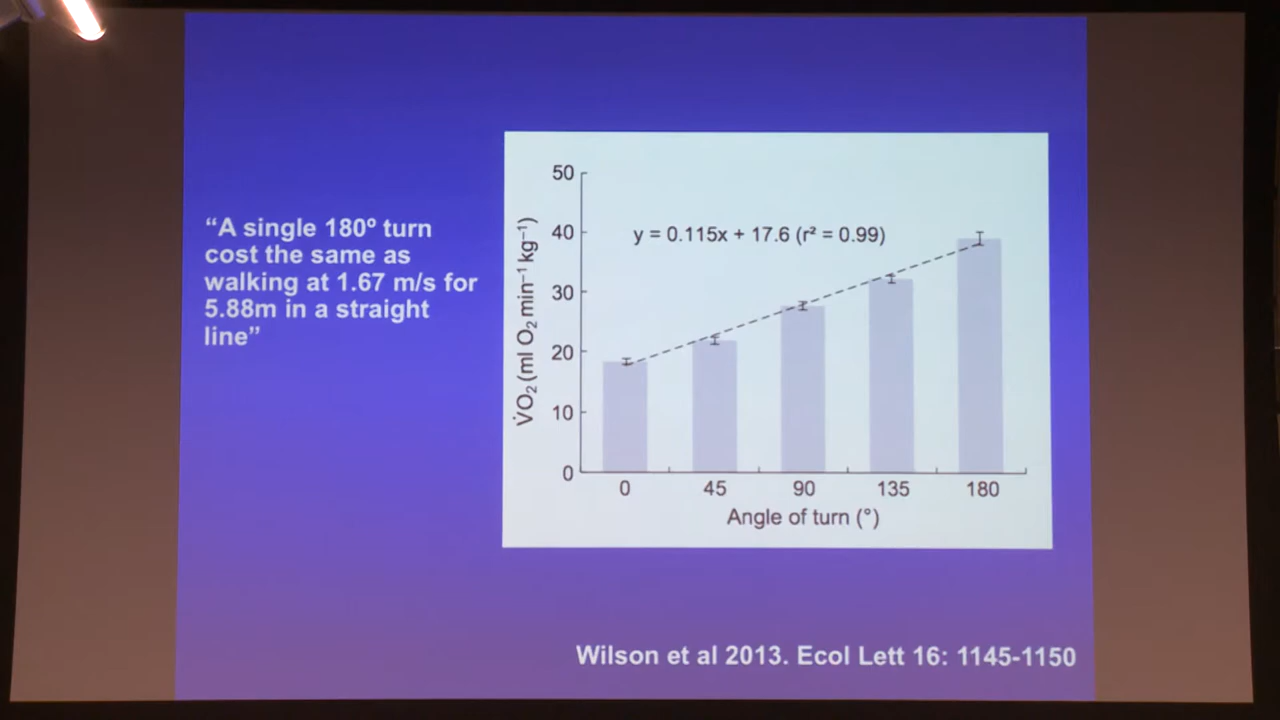 “A single 180º turn
cost the same as
walking at 1.67 m/s for
5.88m in a straight
line”
50
40
30
20
10
0
V̇O₂ (ml O₂ min⁻¹ kg⁻¹)
y = 0.115x + 17.6 (r² = 0.99)
0 45 90 135 180
Angle of turn (°)
Wilson et al 2013. Ecol Lett 16: 1145-1150